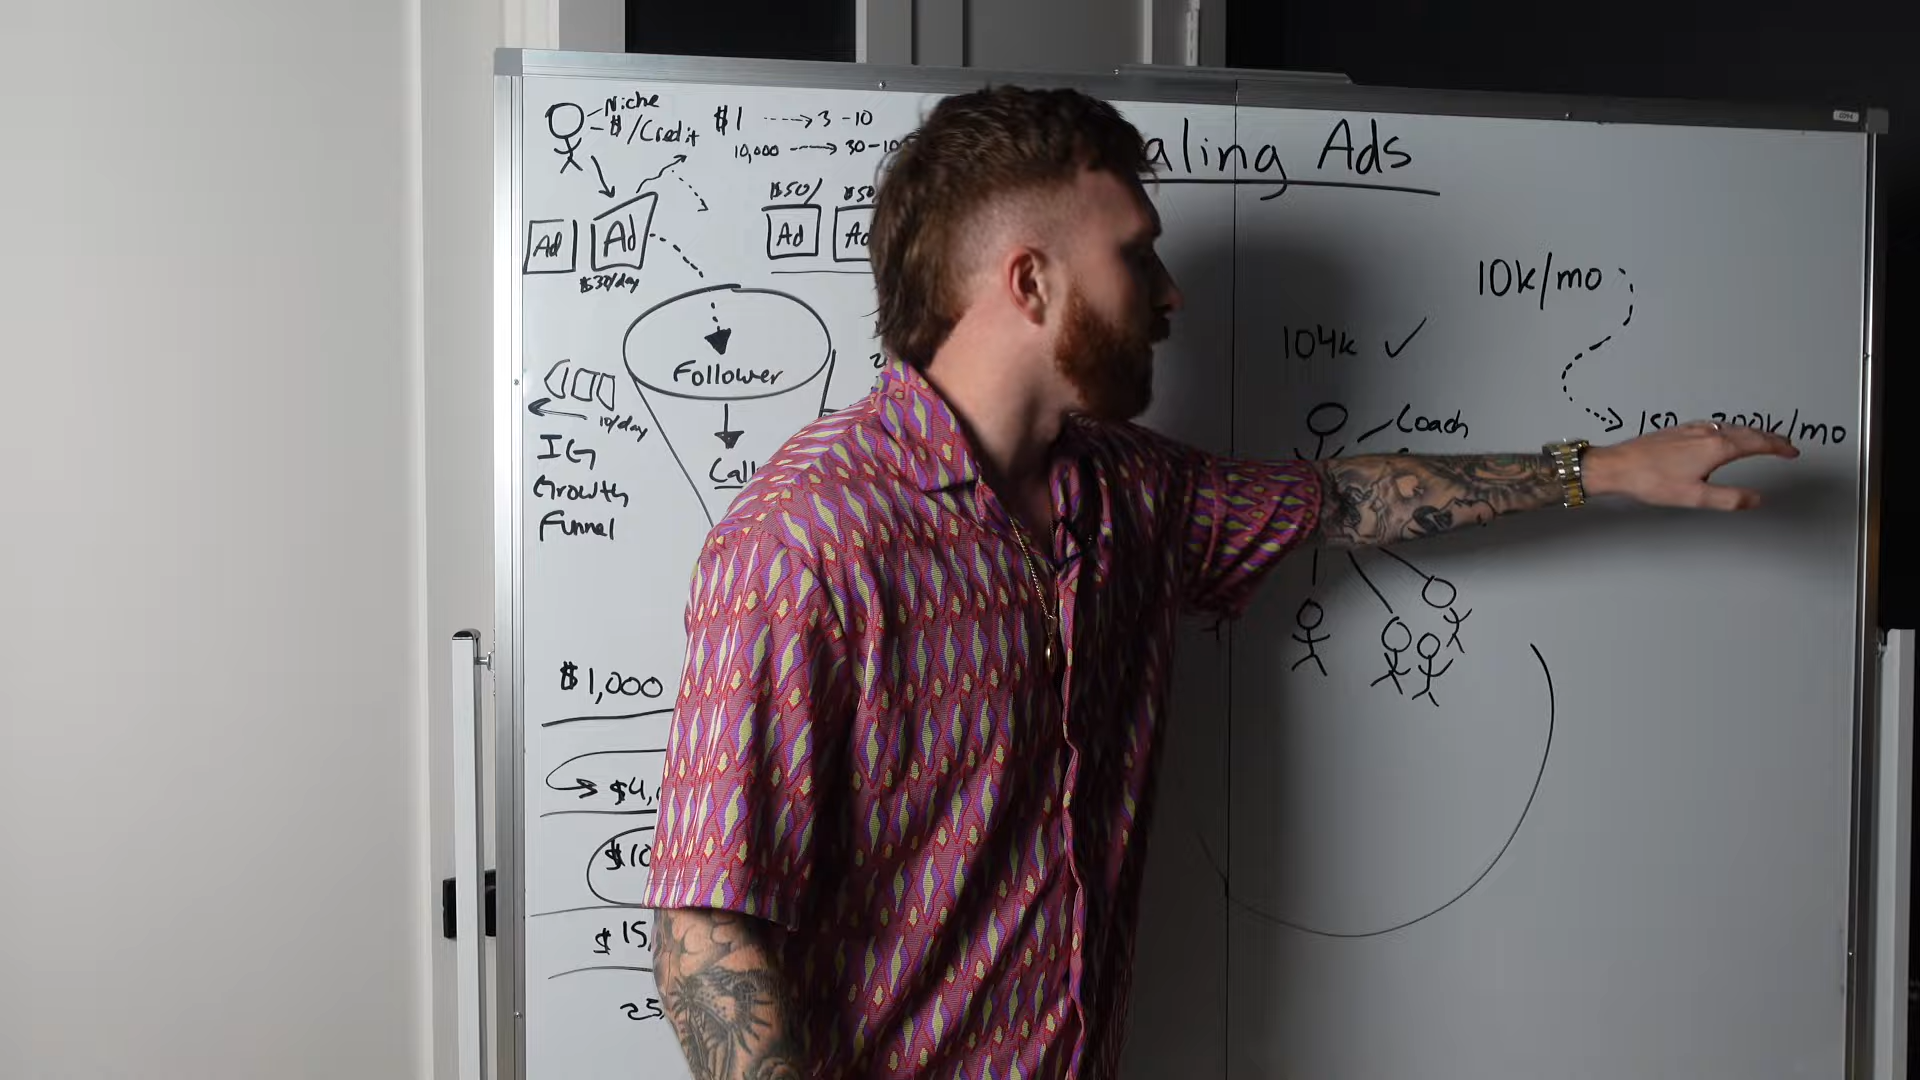 Niche
$/Credit
$1 3-10
10,000 30-10
aling Ads
$50/ $50/
Ad Ad Ad Ad
$30/day
10k/mo
104k ✓
Follower
10/day
Coach
150 - 300k/mo
IG
Growth
Funnel
Call
$1,000
$4,
$10
$15,
25,